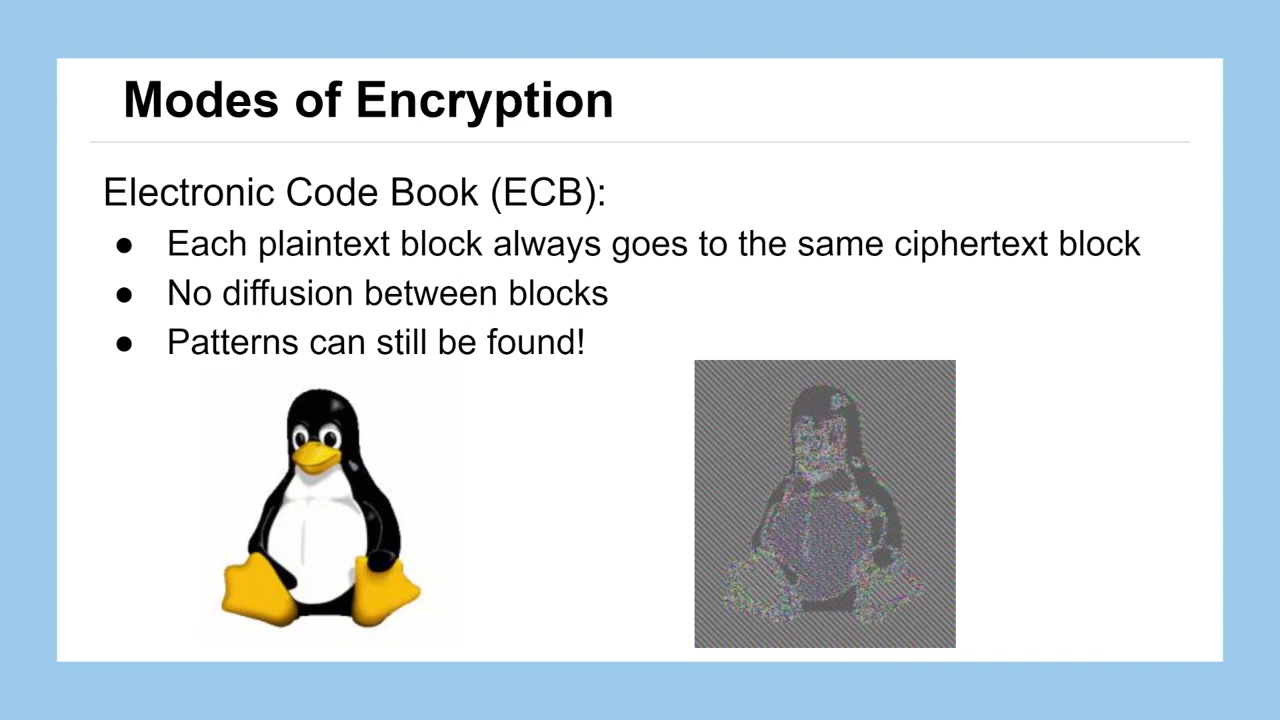 Modes of Encryption
Electronic Code Book (ECB):
● Each plaintext block always goes to the same ciphertext block
● No diffusion between blocks
● Patterns can still be found!